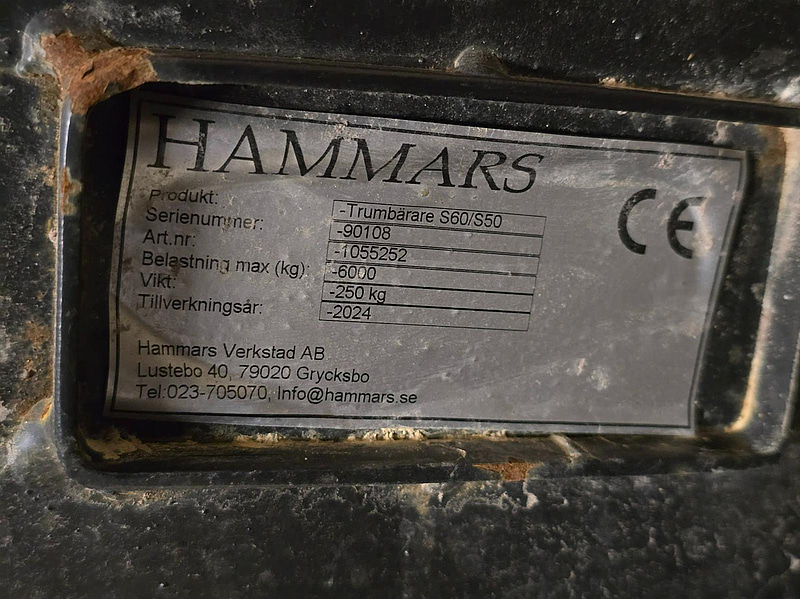 HAMMARS
CE
Produkt: -Trumbärare S60/S50
Serienummer: -90108
Art.nr: -1055252
Belastning max (kg): -6000
Vikt: -250 kg
Tillverkningsår: -2024
Hammars Verkstad AB
Lustebo 40, 79020 Grycksbo
Tel:023-705070, Info@hammars.se